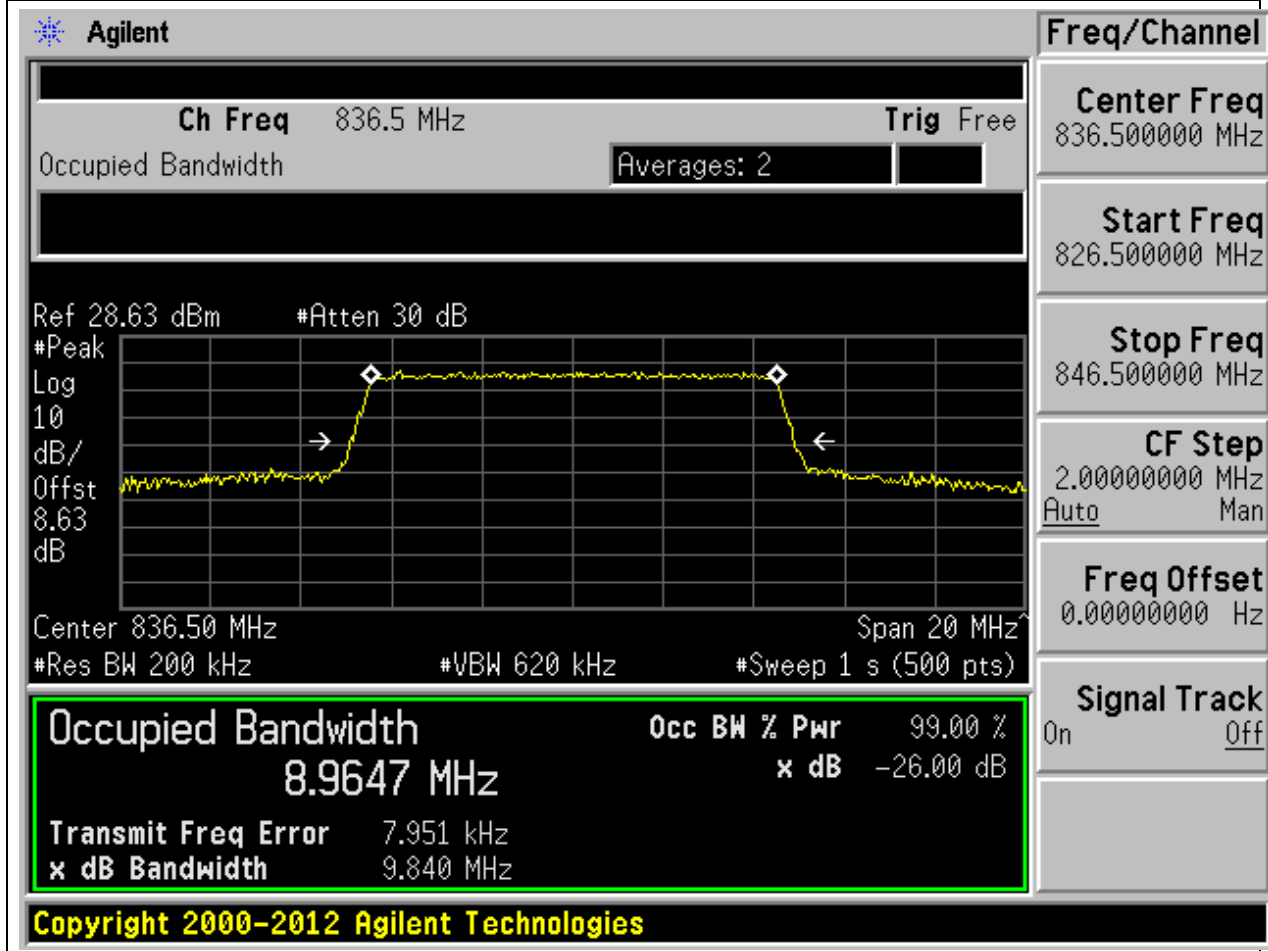 Agilent
Freq/Channel
Ch Freq 836.5 MHz Trig Free
Occupied Bandwidth Averages: 2
Center Freq
836.500000 MHz
Start Freq
826.500000 MHz
Stop Freq
846.500000 MHz
CF Step
2.00000000 MHz
Auto Man
Freq Offset
0.00000000 Hz
Signal Track
On Off
Ref 28.63 dBm #Atten 30 dB
#Peak
Log
10
dB/
Offst
8.63
dB
Center 836.50 MHz Span 20 MHz^
#Res BW 200 kHz #VBW 620 kHz #Sweep 1 s (500 pts)
Occupied Bandwidth Occ BW % Pwr 99.00 %
8.9647 MHz x dB -26.00 dB
Transmit Freq Error 7.951 kHz
x dB Bandwidth 9.840 MHz
Copyright 2000-2012 Agilent Technologies